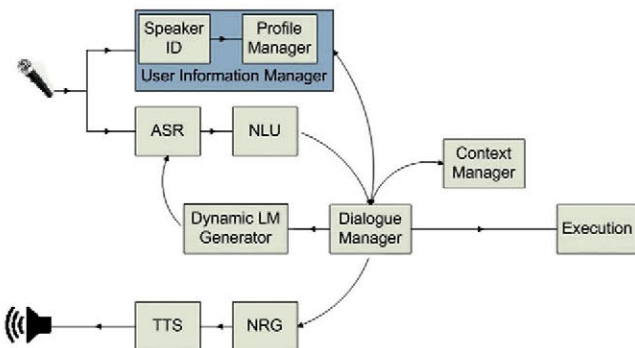 Speaker
ID
Profile
Manager
User Information Manager
ASR
NLU
Context
Manager
Dynamic LM
Generator
Dialogue
Manager
Execution
TTS
NRG